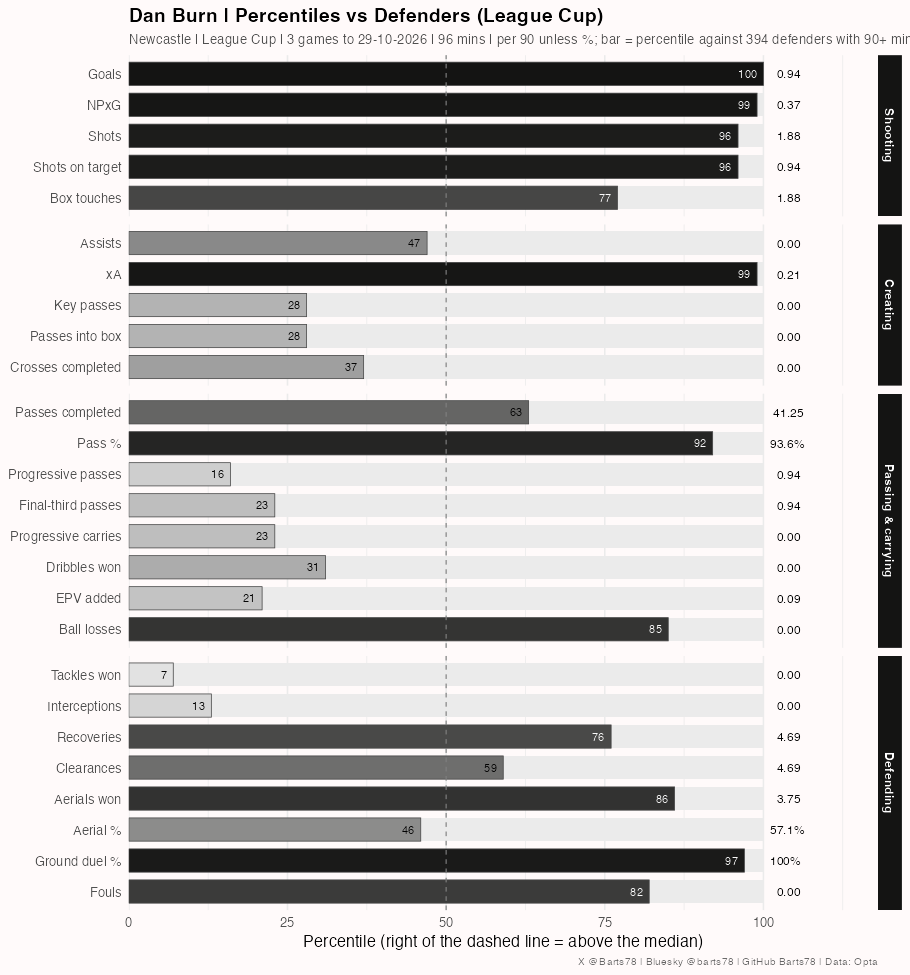 Dan Burn | Percentiles vs Defenders (League Cup)
Newcastle | League Cup | 3 games to 29-10-2026 | 96 mins | per 90 unless %; bar = percentile against 394 defenders with 90+ min
Goals 100 0.94
NPxG 99 0.37
Shots 96 1.88
Shots on target 96 0.94
Box touches 77 1.88
Shooting
Assists 47 0.00
xA 99 0.21
Key passes 28 0.00
Passes into box 28 0.00
Crosses completed 37 0.00
Creating
Passes completed 63 41.25
Pass % 92 93.6%
Progressive passes 16 0.94
Final-third passes 23 0.94
Progressive carries 23 0.00
Dribbles won 31 0.00
EPV added 21 0.09
Ball losses 85 0.00
Passing & carrying
Tackles won 7 0.00
Interceptions 13 0.00
Recoveries 76 4.69
Clearances 59 4.69
Aerials won 86 3.75
Aerial % 46 57.1%
Ground duel % 97 100%
Fouls 82 0.00
Defending
0 25 50 75 100
Percentile (right of the dashed line = above the median)
X @Barts78 | Bluesky @barts78 | GitHub Barts78 | Data: Opta